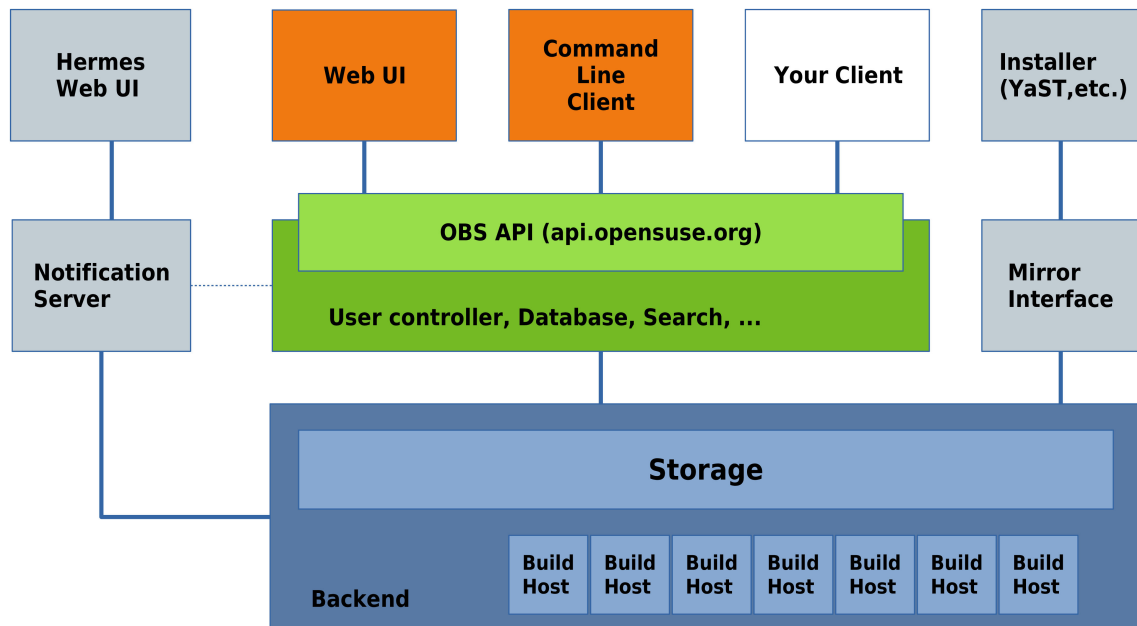 Hermes
Web UI
Web UI
Command
Line
Client
Your Client
Installer
(YaST,etc.)
OBS API (api.opensuse.org)
Notification
Server
User controller, Database, Search, ...
Mirror
Interface
Storage
Backend
Build
Host
Build
Host
Build
Host
Build
Host
Build
Host
Build
Host
Build
Host